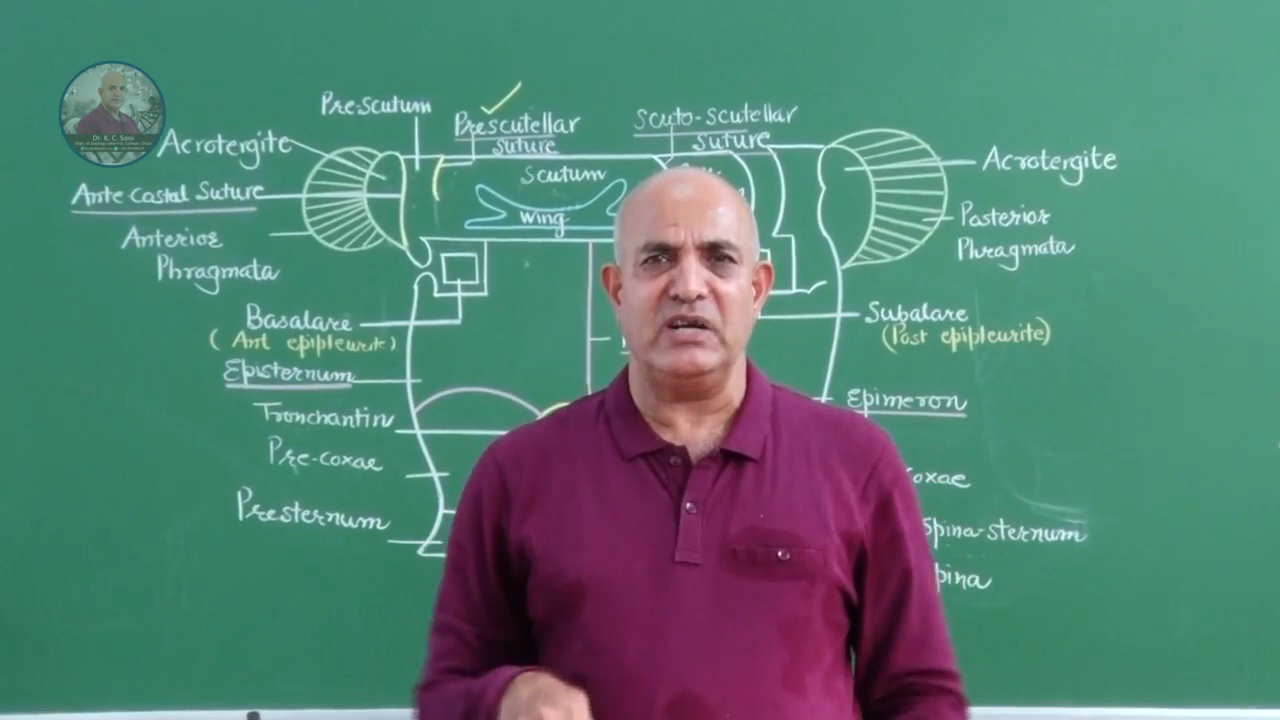 Pre-scutum
Prescutellar
suture
Scuto-scutellar
suture
Acrotergite
Ante-Costal Suture
Anterior
Phragmata
scutum
wing
Acrotergite
Posterior
Phragmata
Basalare
(Ant epipleurite)
Episternum
Tronchantin
Pre-coxae
Presternum
Subalare
(Post epipleurite)
Epimeron
oxae
Spina-sternum
pina
Dr. K. C. Soni